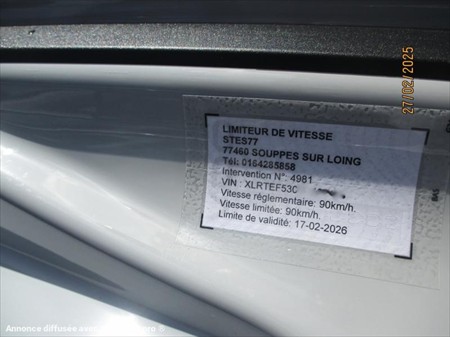 27/02/2025
LIMITEUR DE VITESSE
STES77
77460 SOUPPES SUR LOING
Tél: 0164285858
Intervention N°: 4981
VIN : XLRTEF53C
Vitesse réglementaire: 90km/h.
Vitesse limitée: 90km/h.
Limite de validité: 17-02-2026
Annonce diffusée